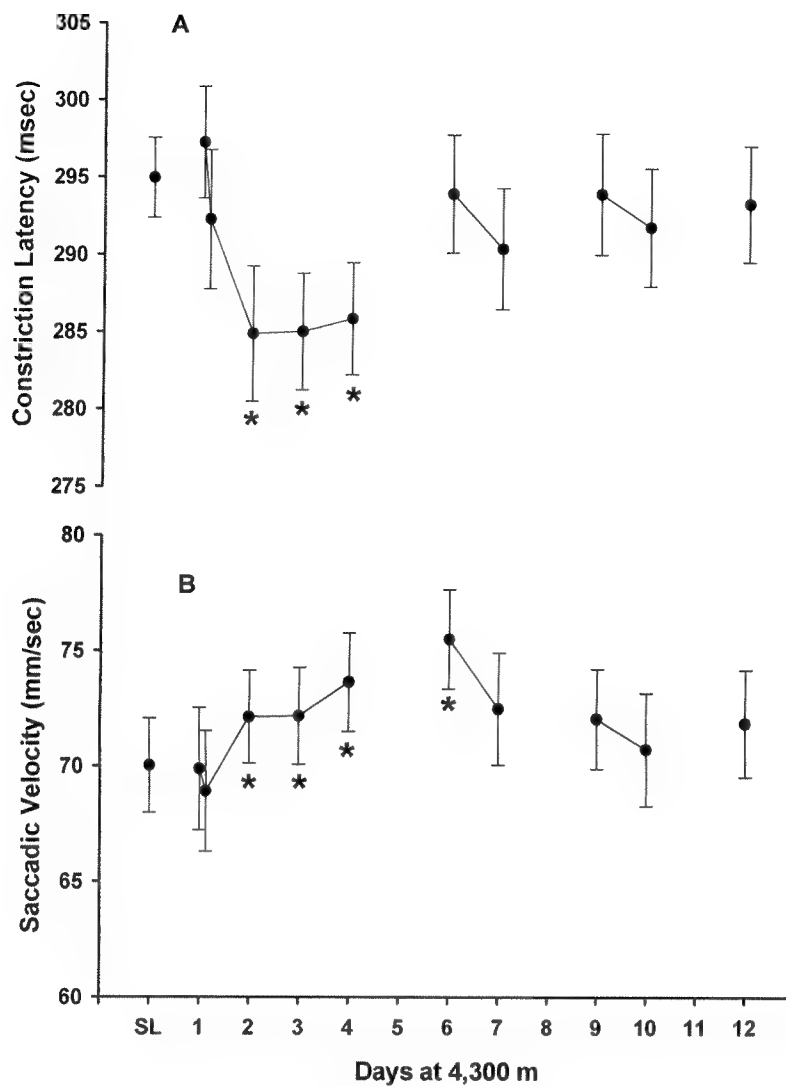 A
305
300
295
290
285
280
275
Constriction Latency (msec)
* * *
B
80
75
70
65
60
Saccadic Velocity (mm/sec)
* * * *
SL 1 2 3 4 5 6 7 8 9 10 11 12
Days at 4,300 m